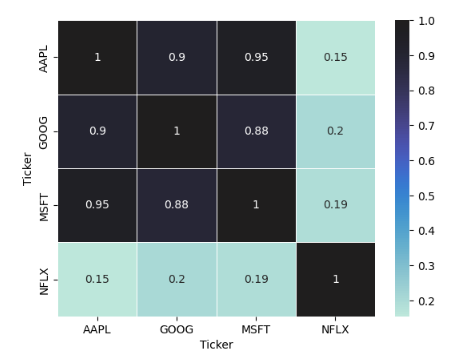 AAPL 1 0.9 0.95 0.15
GOOG 0.9 1 0.88 0.2
MSFT 0.95 0.88 1 0.19
NFLX 0.15 0.2 0.19 1
AAPL GOOG MSFT NFLX
Ticker
Ticker
1.0
0.9
0.8
0.7
0.6
0.5
0.4
0.3
0.2